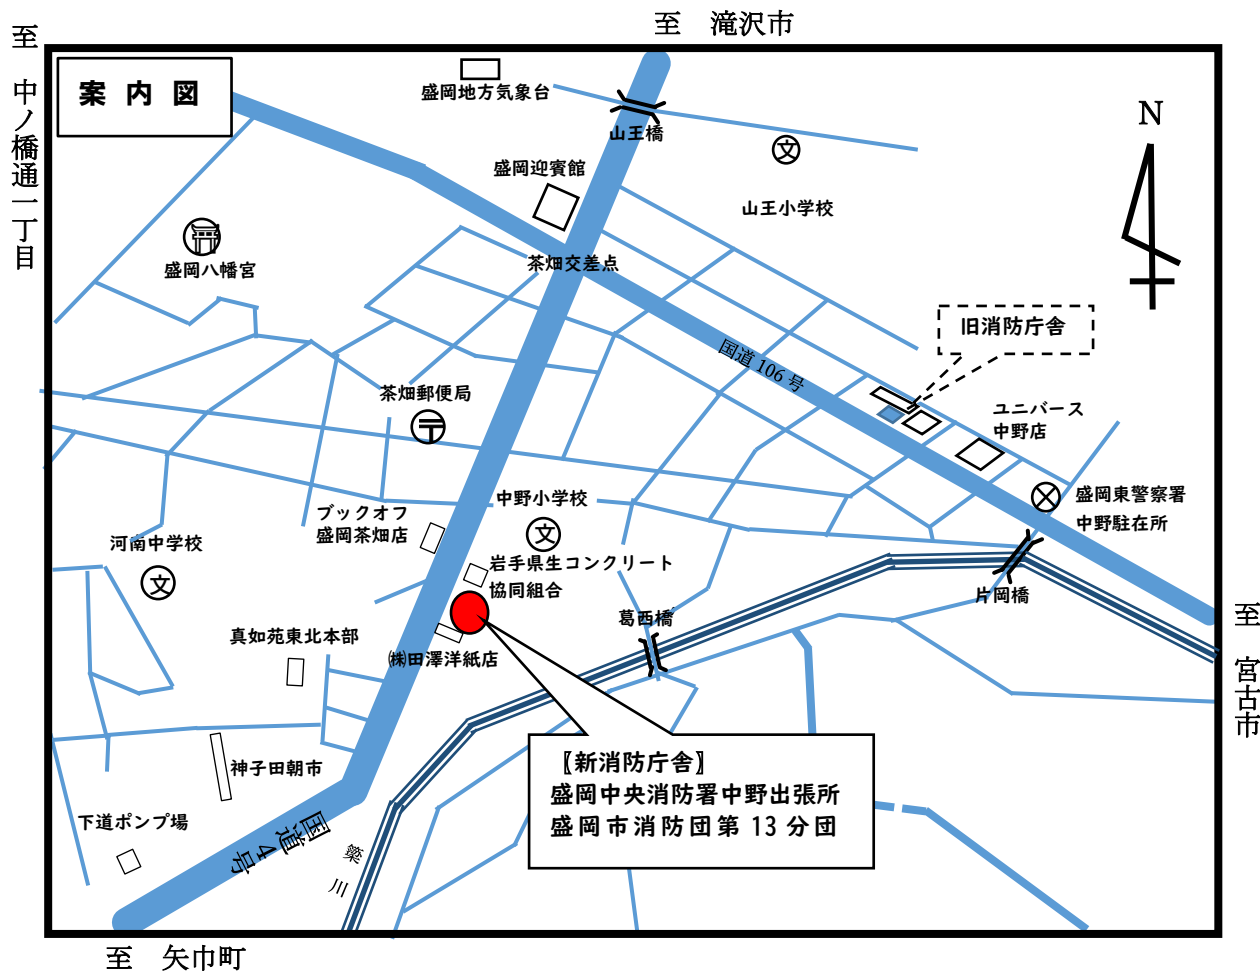 至　滝沢市
至　中ノ橋通一丁目
案内図
盛岡地方気象台
山王橋
N
盛岡迎賓館
文
山王小学校
盛岡八幡宮
茶畑交差点
旧消防庁舎
国道106号
茶畑郵便局
ユニバース
中野店
中野小学校
文
盛岡東警察署
中野駐在所
ブックオフ
盛岡茶畑店
河南中学校
文
岩手県生コンクリート
協同組合
片岡橋
葛西橋
真如苑東北本部
㈱田澤洋紙店
至　宮古市
神子田朝市
【新消防庁舎】
盛岡中央消防署中野出張所
盛岡市消防団第13分団
下道ポンプ場
国道4号
簗川
至　矢巾町